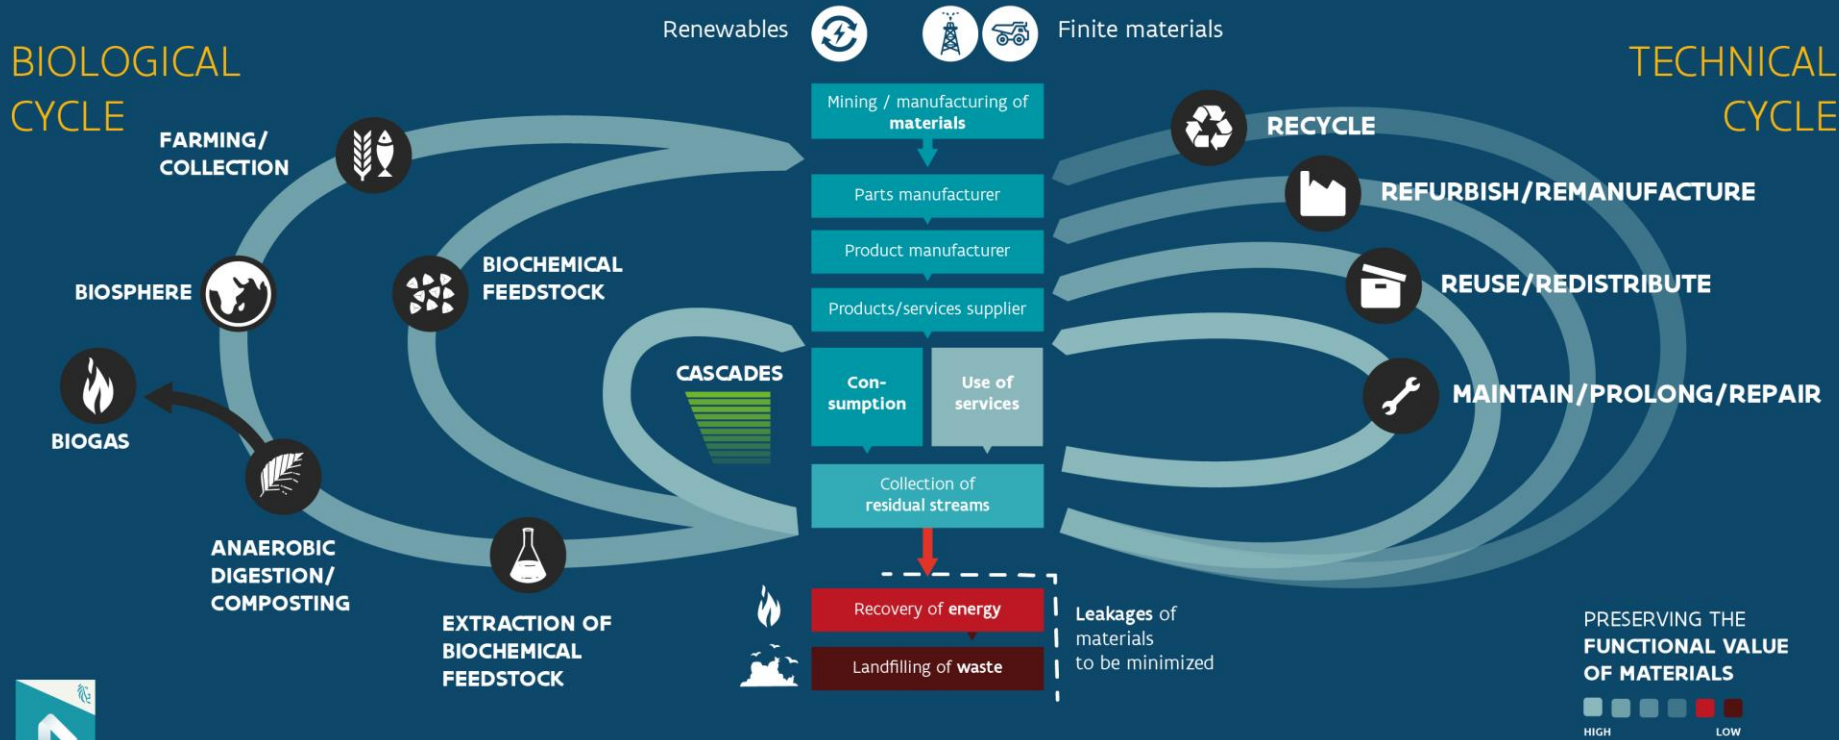 Renewables
Finite materials
BIOLOGICAL
CYCLE
TECHNICAL
CYCLE
FARMING/
COLLECTION
BIOSPHERE
BIOCHEMICAL
FEEDSTOCK
BIOGAS
CASCADES
ANAEROBIC
DIGESTION/
COMPOSTING
EXTRACTION OF
BIOCHEMICAL
FEEDSTOCK
Mining / manufacturing of
materials
Parts manufacturer
Product manufacturer
Products/services supplier
Con-
sumption
Use of
services
Collection of
residual streams
Recovery of energy
Landfilling of waste
Leakages of
materials
to be minimized
RECYCLE
REFURBISH/REMANUFACTURE
REUSE/REDISTRIBUTE
MAINTAIN/PROLONG/REPAIR
PRESERVING THE
FUNCTIONAL VALUE
OF MATERIALS
HIGH
LOW